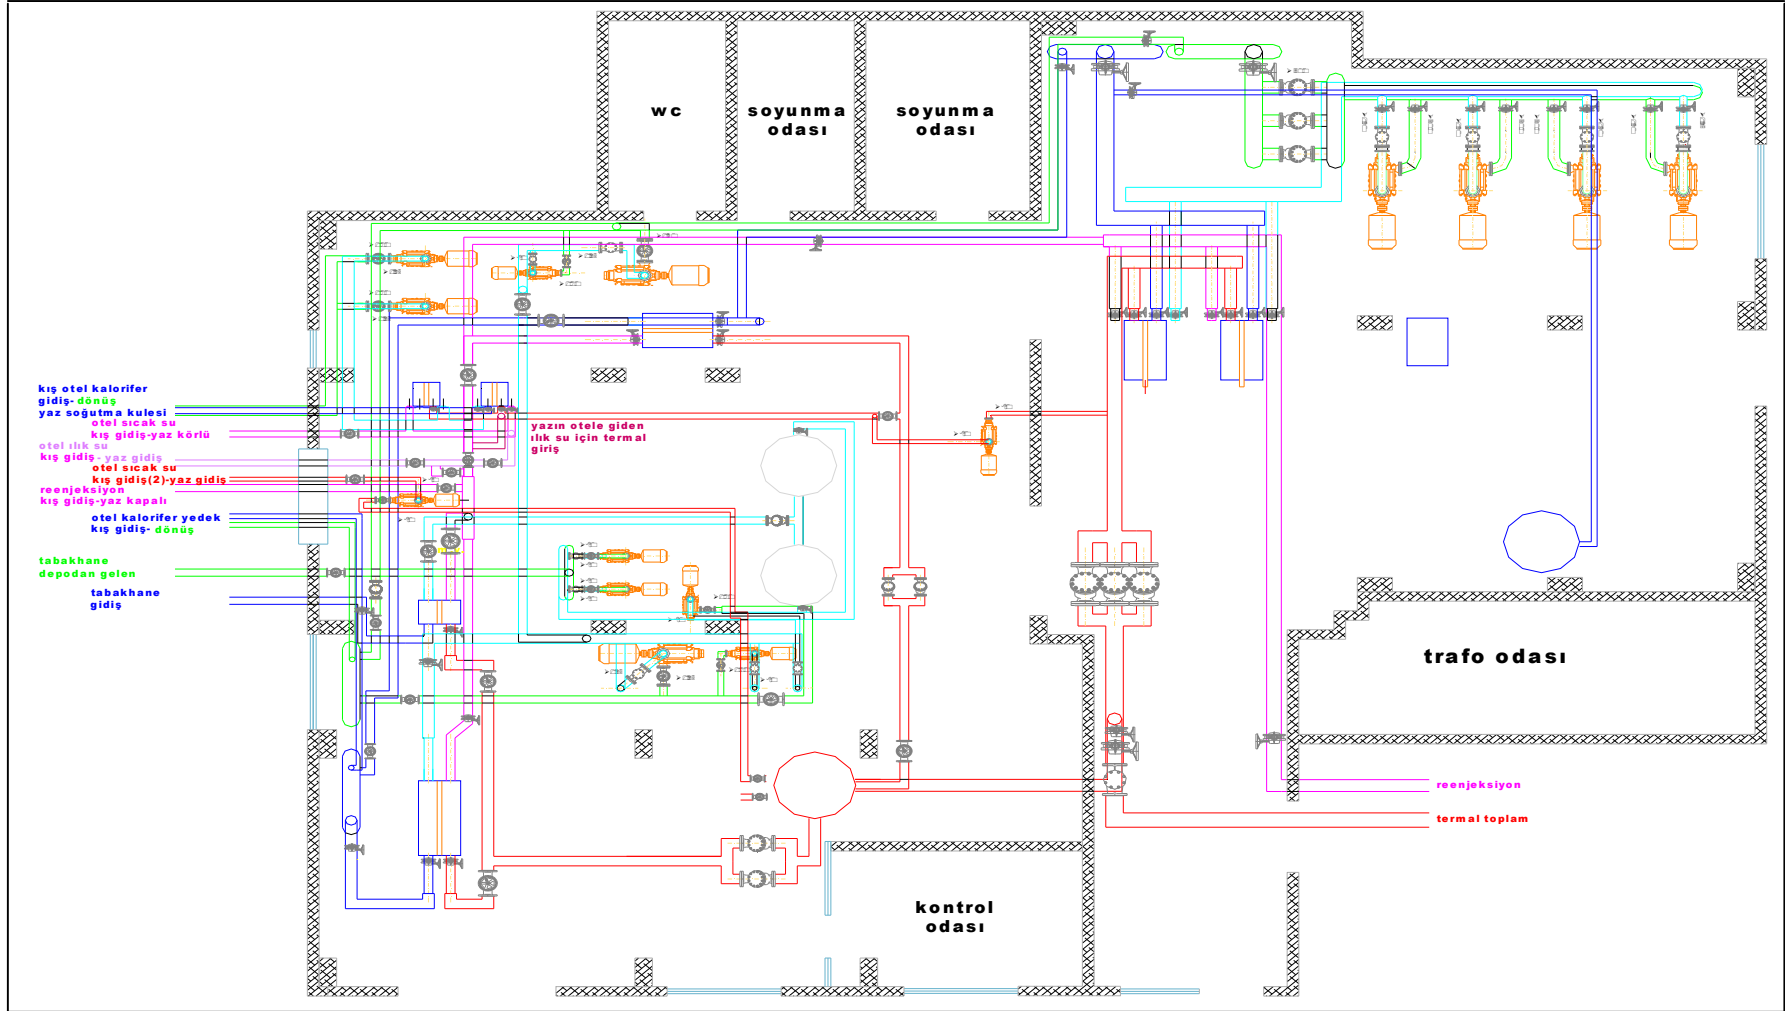 wc
soyunma
odası
soyunma
odası
kış otel kalorifer
gidiş-dönüş
yaz soğutma kulesi
otel sıcak su
kış gidiş-yaz körlü
otel ılık su
kış gidiş-yaz gidiş
otel sıcak su
kış gidiş(2)-yaz gidiş
reenjeksiyon
kış gidiş-yaz kapalı
otel kalorifer yedek
kış gidiş-dönüş
tabakhane
depodan gelen
tabakhane
gidiş
yazın otele giden
ılık su için termal
giriş
trafo odası
reenjeksiyon
termal toplam
kontrol
odası